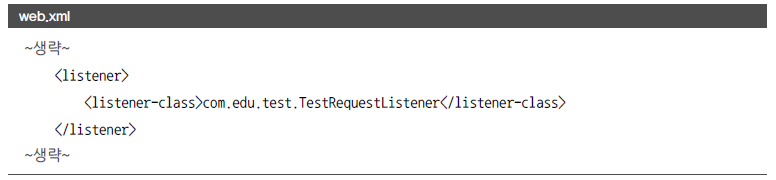 web.xml
~생략~
<listener>
<listener-class>com.edu.test.TestRequestListener</listener-class>
</listener>
~생략~